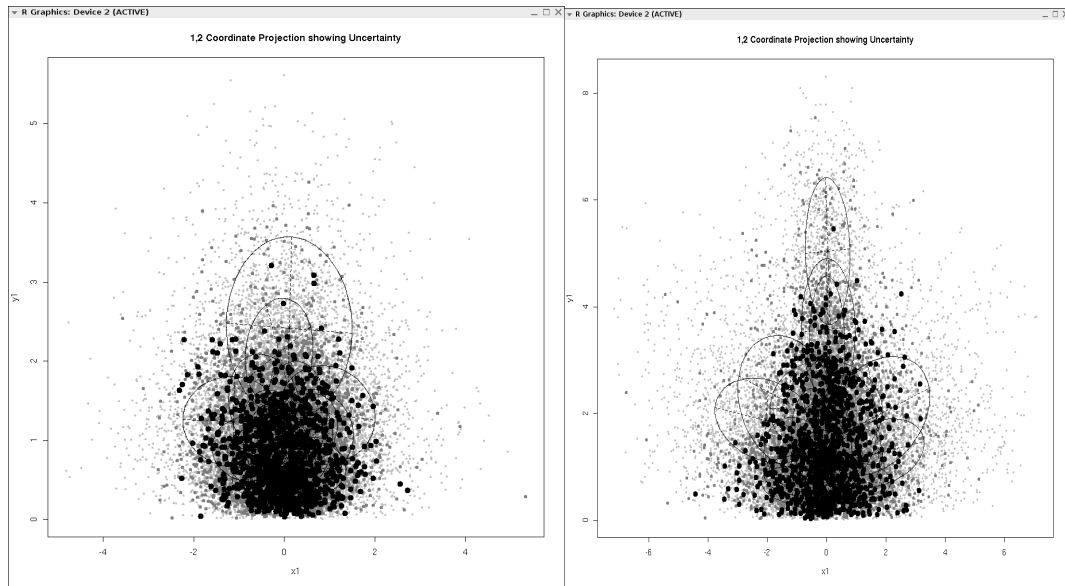 R Graphics: Device 2 (ACTIVE)
1,2 Coordinate Projection showing Uncertainty
5
4
3
2
1
0
y1
-4
-2
0
2
4
x1
R Graphics: Device 2 (ACTIVE)
1,2 Coordinate Projection showing Uncertainty
8
6
4
2
0
y1
-6
-4
-2
0
2
4
6
x1